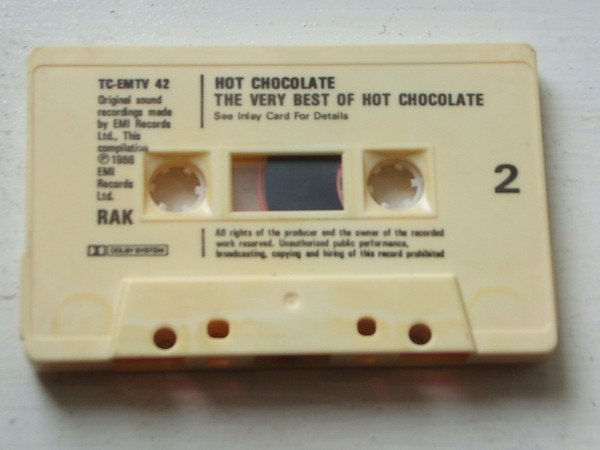 TC-EMTV 42
Original sound
recordings made
by EMI Records
Ltd., This
compilation
℗1986
EMI
Records
Ltd.
RAK
DOLBY SYSTEM
HOT CHOCOLATE
THE VERY BEST OF HOT CHOCOLATE
See Inlay Card For Details
2
All rights of the producer and the owner of the recorded
work reserved. Unauthorised public performance,
broadcasting, copying and hiring of this record prohibited